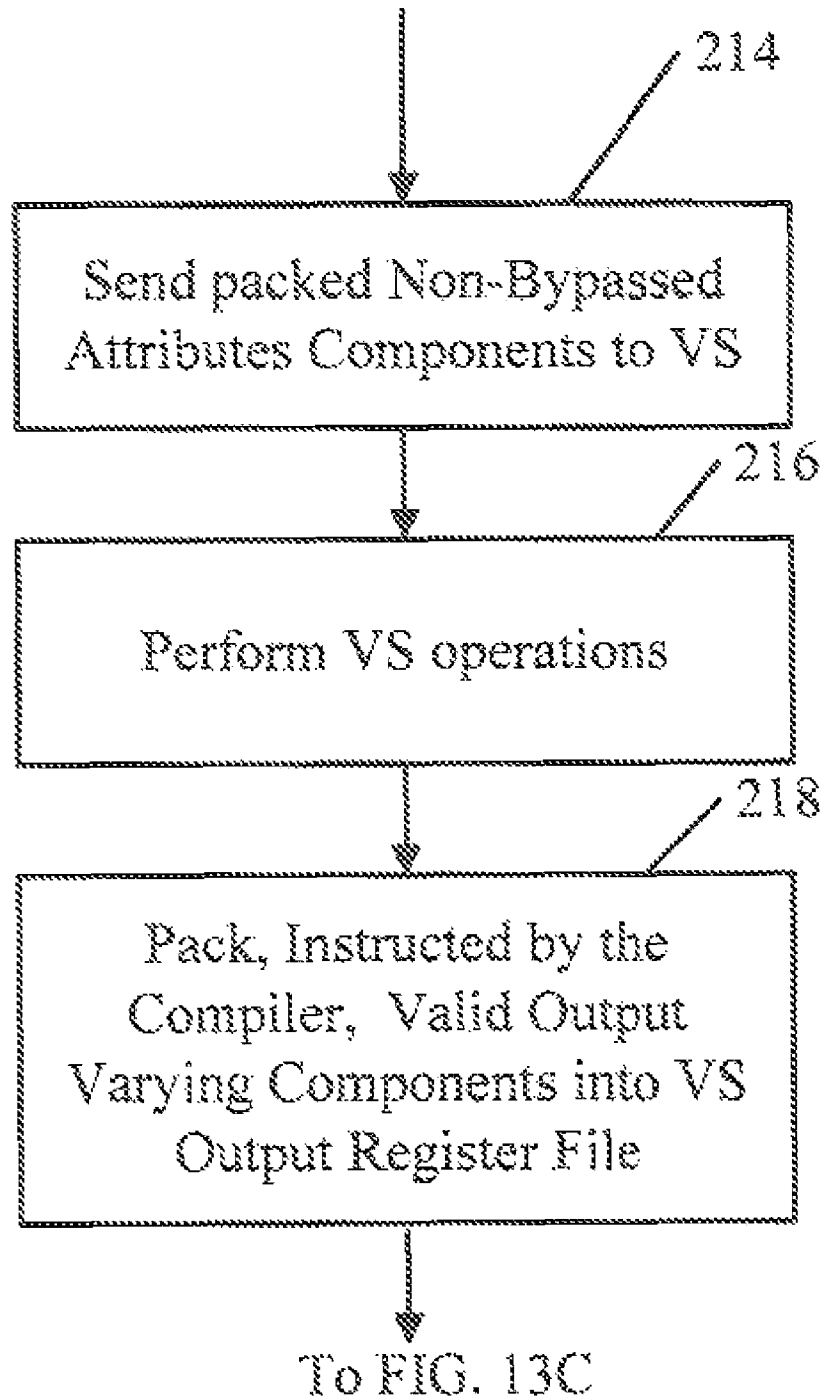 214
Send packed Non-Bypassed
Attributes Components to VS
216
Perform VS operations
218
Pack, Instructed by the
Compiler, Valid Output
Varying Components into VS
Output Register File
To FIG. 13C